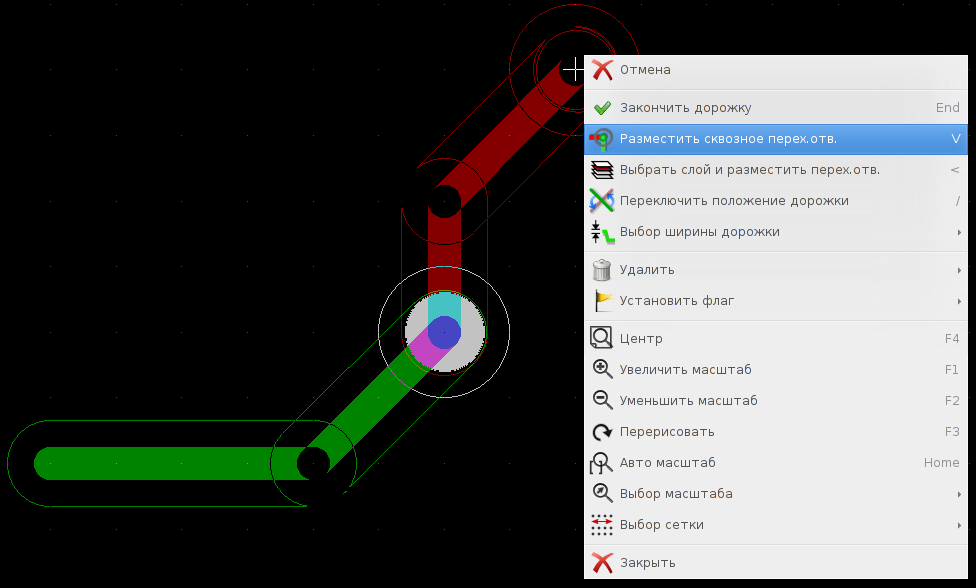 Отмена
Закончить дорожку End
Разместить сквозное перех.отв. V
Выбрать слой и разместить перех.отв. <
Переключить положение дорожки /
Выбор ширины дорожки
Удалить
Установить флаг
Центр F4
Увеличить масштаб F1
Уменьшить масштаб F2
Перерисовать F3
Авто масштаб Home
Выбор масштаба
Выбор сетки
Закрыть